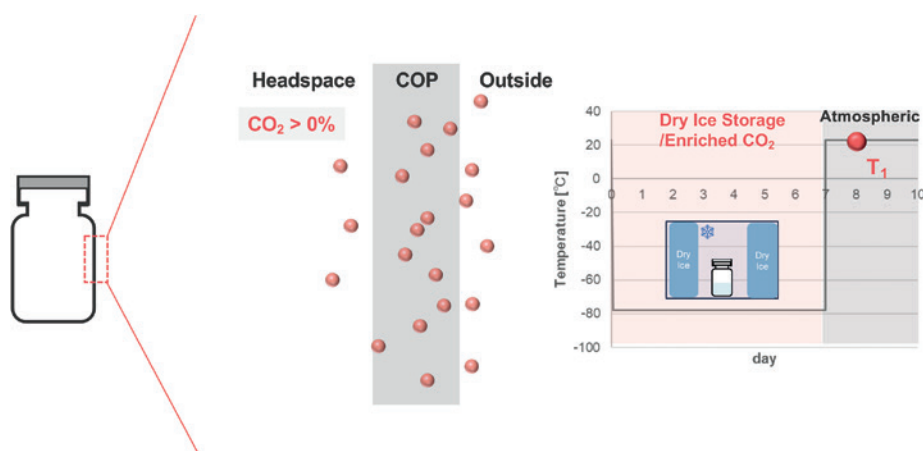 Headspace
COP
Outside
CO₂ > 0%
Dry Ice Storage
/Enriched CO₂
Atmospheric
T₁
Temperature [°C]
40
20
0
-20
-40
-60
-80
-100
0 1 2 3 4 5 6 7 8 9 10
Dry
Ice
Dry
Ice
day